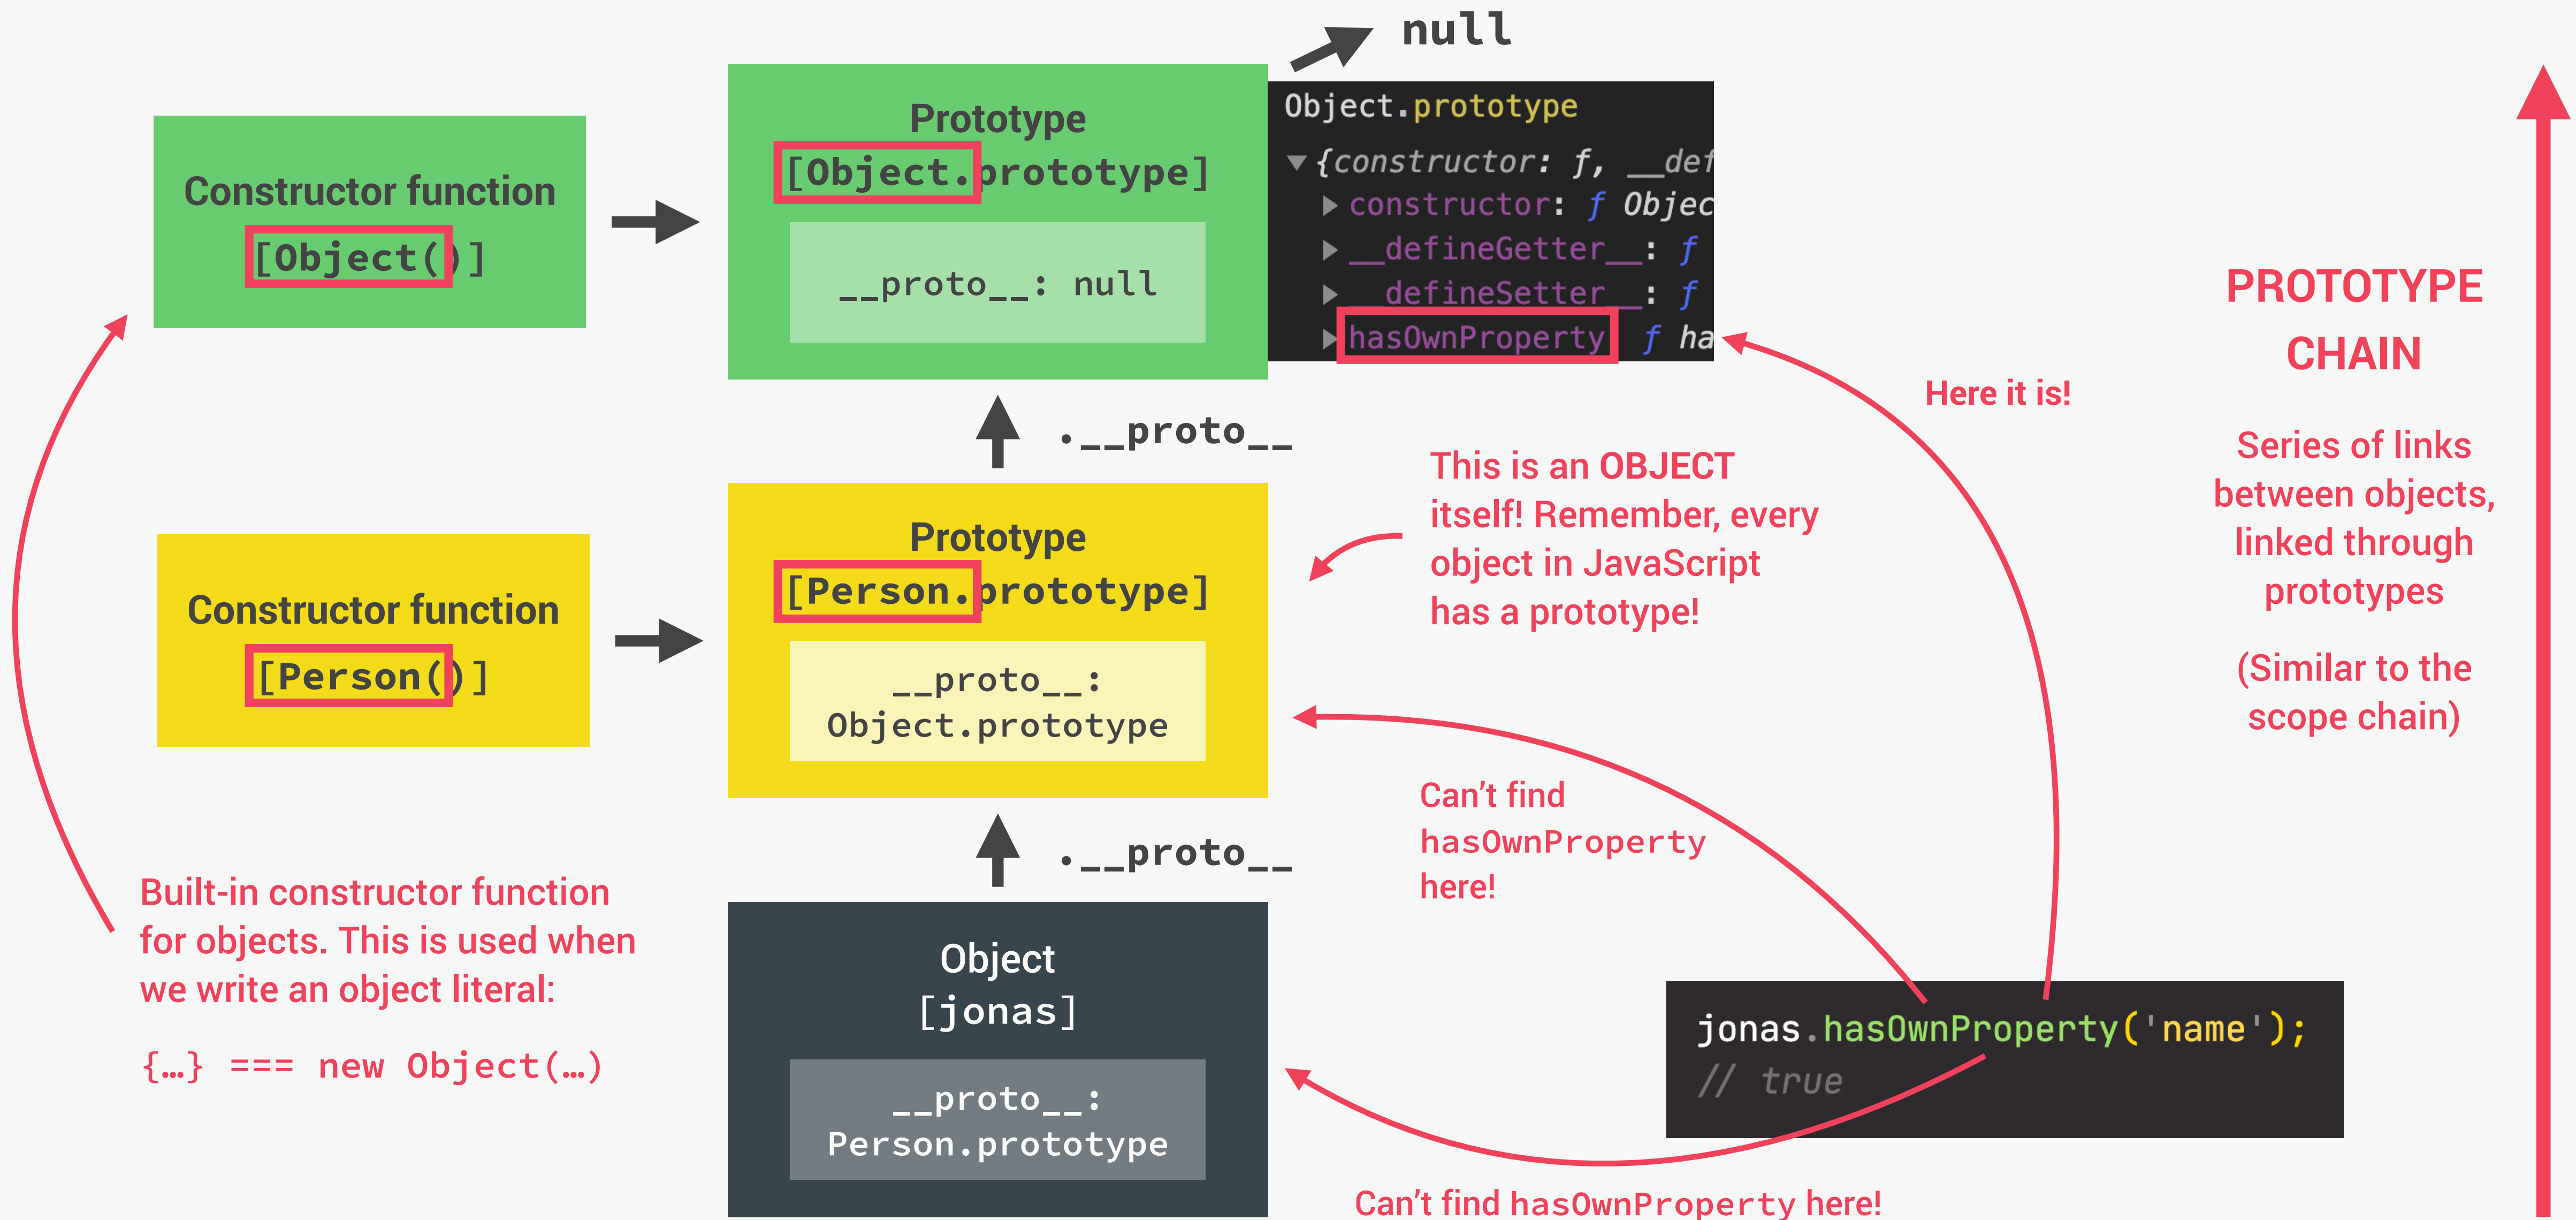 null
Constructor function
[Object()]
Prototype
[Object.prototype]
__proto__: null
Object.prototype
{constructor: ƒ, __def
constructor: ƒ Objec
__defineGetter__: ƒ
__defineSetter__: ƒ
hasOwnProperty ƒ ha
Here it is!
PROTOTYPE
CHAIN
Series of links
between objects,
linked through
prototypes
(Similar to the
scope chain)
.__proto__
Constructor function
[Person()]
Prototype
[Person.prototype]
__proto__:
Object.prototype
This is an OBJECT
itself! Remember, every
object in JavaScript
has a prototype!
Can’t find
hasOwnProperty
here!
.__proto__
Built-in constructor function
for objects. This is used when
we write an object literal:
{…} === new Object(…)
Object
[jonas]
__proto__:
Person.prototype
jonas.hasOwnProperty('name');
// true
Can’t find hasOwnProperty here!